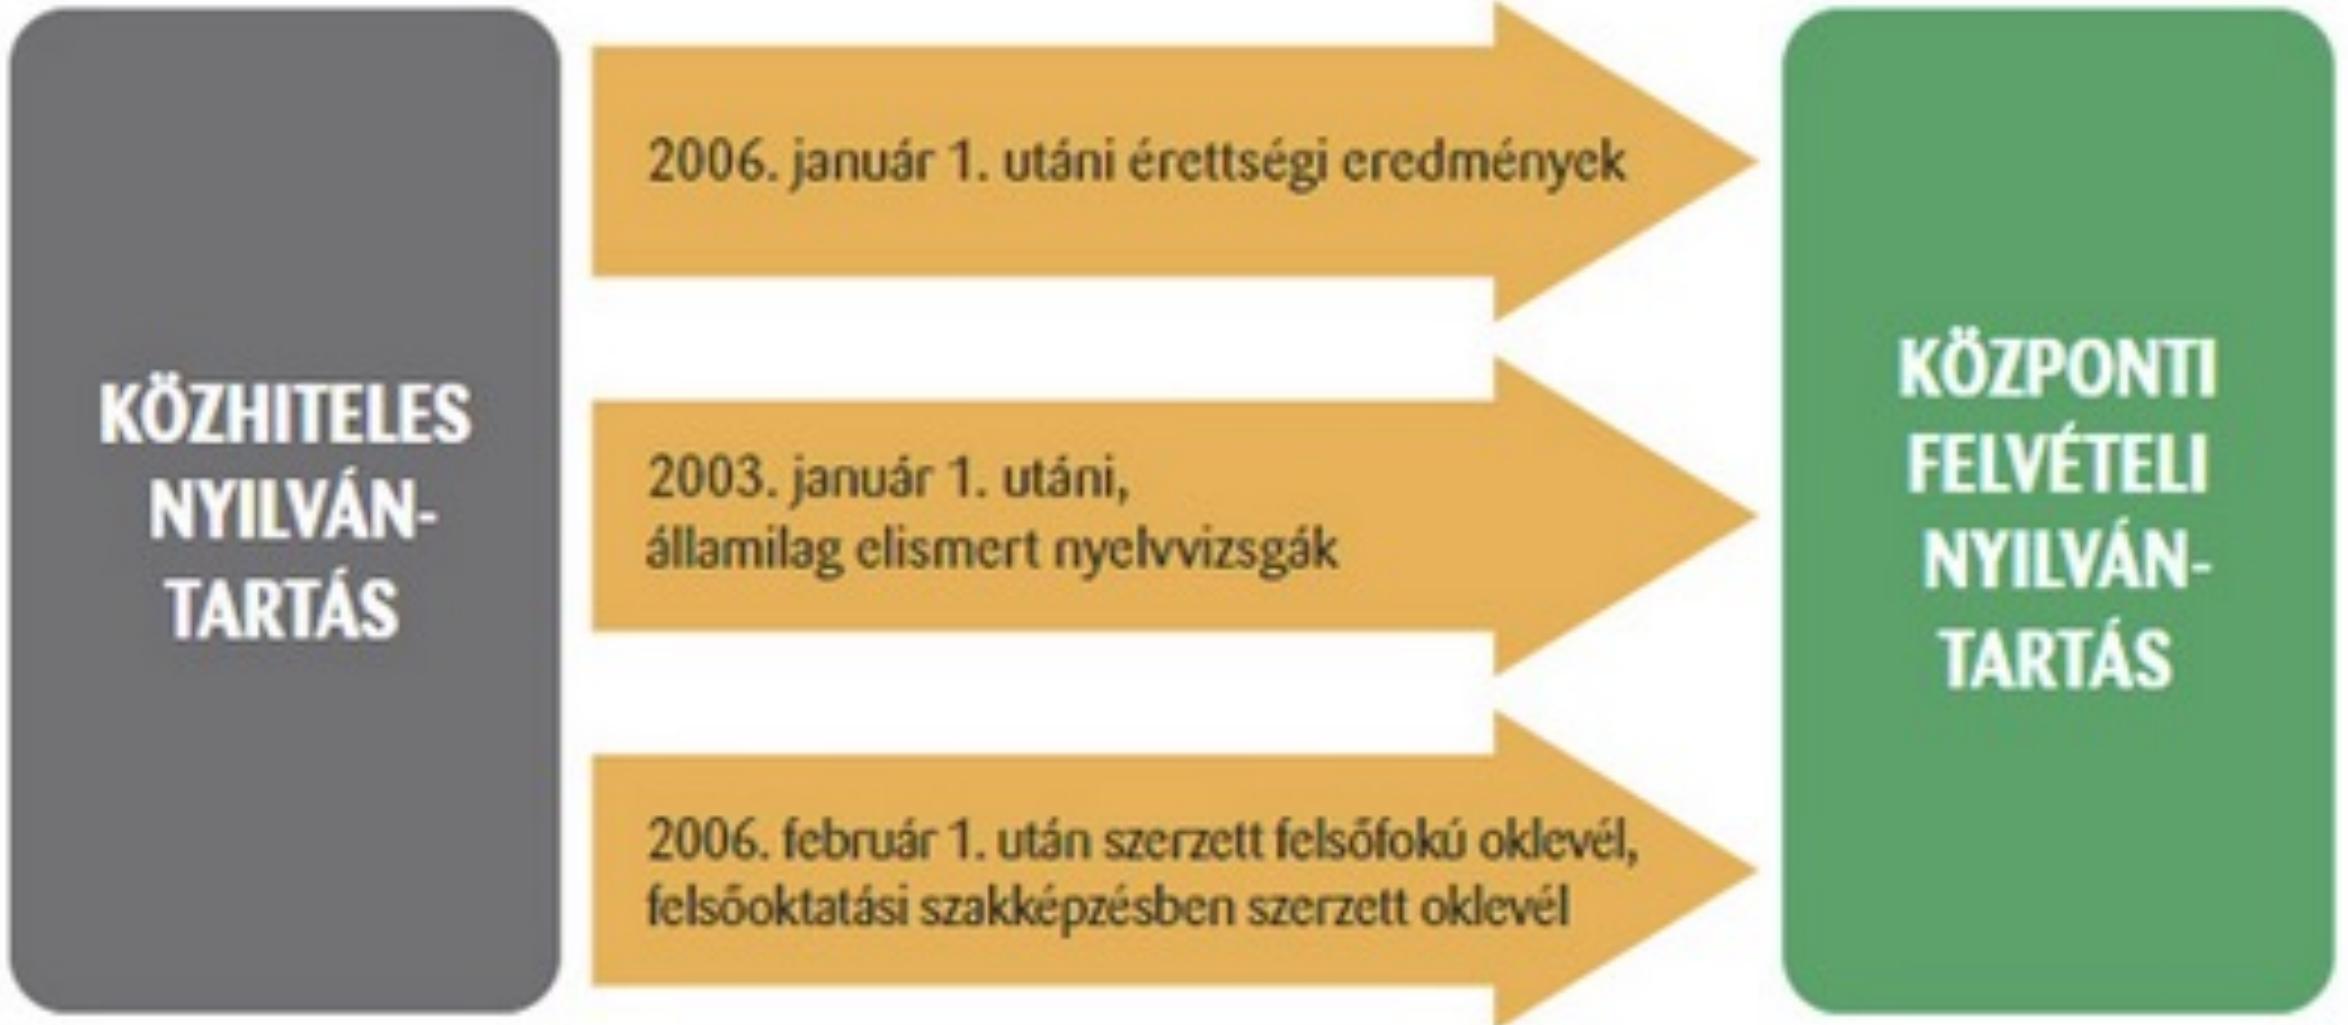 KÖZHITELES
NYILVÁN-
TARTÁS
2006. január 1. utáni érettségi eredmények
2003. január 1. utáni,
államilag elismert nyelvvizsgák
2006. február 1. után szerzett felsőfokú oklevél,
felsőoktatási szakképzésben szerzett oklevél
KÖZPONTI
FELVÉTELI
NYILVÁN-
TARTÁS